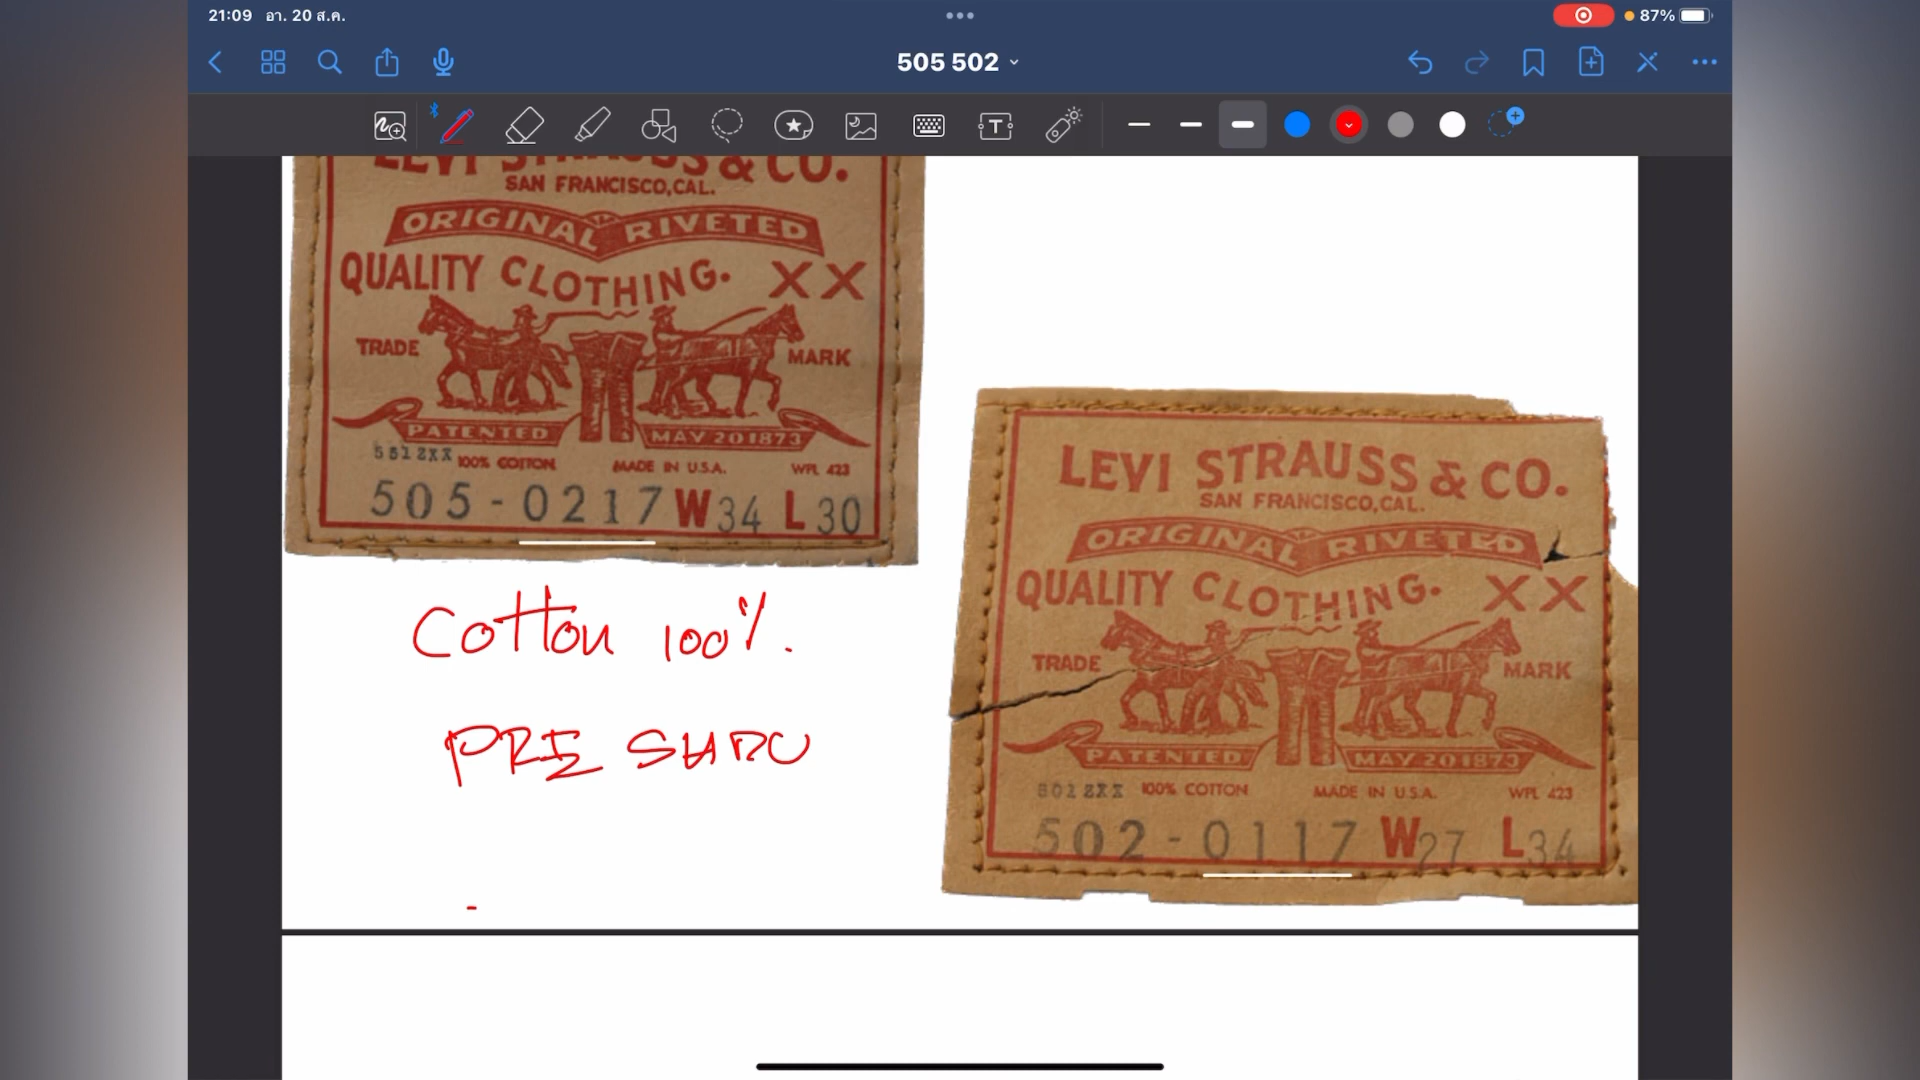 21:09 อา. 20 ส.ค.
87%
505 502
LEVI STRAUSS & CO.
SAN FRANCISCO, CAL.
ORIGINAL RIVETED
QUALITY CLOTHING. XX
TRADE MARK
PATENTED MAY 20 1873
551ZXX 100% COTTON MADE IN U.S.A. WPL 423
505-0217 W34 L30
Cotton 100%.
PRE SHRU
LEVI STRAUSS & CO.
SAN FRANCISCO, CAL.
ORIGINAL RIVETED
QUALITY CLOTHING. XX
TRADE MARK
PATENTED MAY 20 1873
100% COTTON MADE IN U.S.A. WPL 423
502-0117 W27 L34